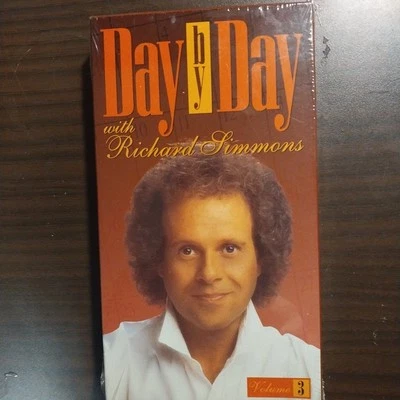 Day by Day
with
Richard Simmons
Volume 3